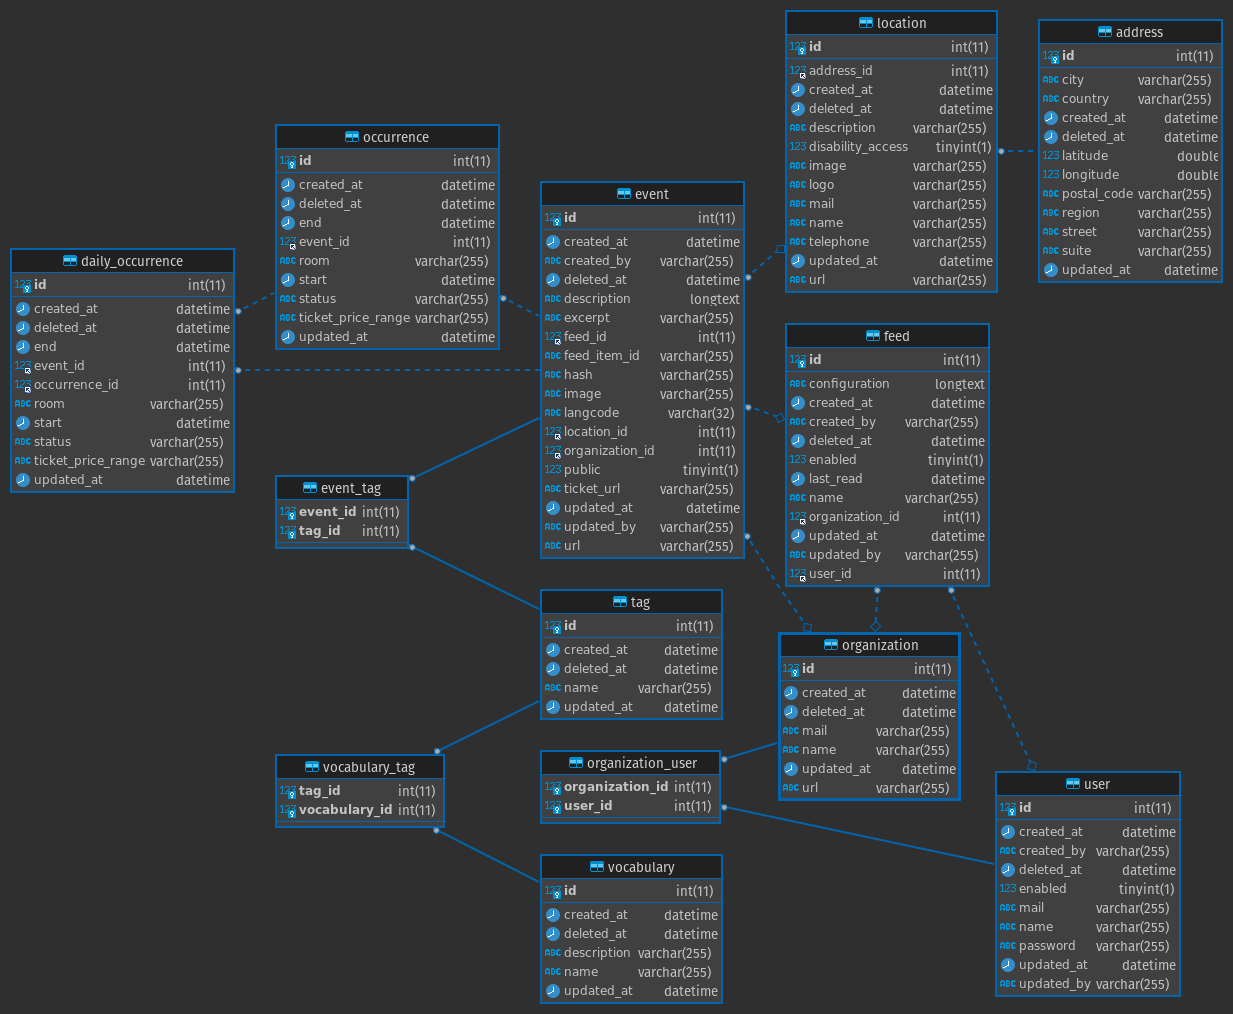 location
id int(11)
address_id int(11)
created_at datetime
deleted_at datetime
description varchar(255)
disability_access tinyint(1)
image varchar(255)
logo varchar(255)
mail varchar(255)
name varchar(255)
telephone varchar(255)
updated_at datetime
url varchar(255)
address
id int(11)
city varchar(255)
country varchar(255)
created_at datetime
deleted_at datetime
latitude double
longitude double
postal_code varchar(255)
region varchar(255)
street varchar(255)
suite varchar(255)
updated_at datetime
occurrence
id int(11)
created_at datetime
deleted_at datetime
end datetime
event_id int(11)
room varchar(255)
start datetime
status varchar(255)
ticket_price_range varchar(255)
updated_at datetime
event
id int(11)
created_at datetime
created_by varchar(255)
deleted_at datetime
description longtext
excerpt varchar(255)
feed_id int(11)
feed_item_id varchar(255)
hash varchar(255)
image varchar(255)
langcode varchar(32)
location_id int(11)
organization_id int(11)
public tinyint(1)
ticket_url varchar(255)
updated_at datetime
updated_by varchar(255)
url varchar(255)
daily_occurrence
id int(11)
created_at datetime
deleted_at datetime
end datetime
event_id int(11)
occurrence_id int(11)
room varchar(255)
start datetime
status varchar(255)
ticket_price_range varchar(255)
updated_at datetime
feed
id int(11)
configuration longtext
created_at datetime
created_by varchar(255)
deleted_at datetime
enabled tinyint(1)
last_read datetime
name varchar(255)
organization_id int(11)
updated_at datetime
updated_by varchar(255)
user_id int(11)
event_tag
event_id int(11)
tag_id int(11)
tag
id int(11)
created_at datetime
deleted_at datetime
name varchar(255)
updated_at datetime
organization
id int(11)
created_at datetime
deleted_at datetime
mail varchar(255)
name varchar(255)
updated_at datetime
url varchar(255)
vocabulary_tag
tag_id int(11)
vocabulary_id int(11)
organization_user
organization_id int(11)
user_id int(11)
user
id int(11)
created_at datetime
created_by varchar(255)
deleted_at datetime
enabled tinyint(1)
mail varchar(255)
name varchar(255)
password varchar(255)
updated_at datetime
updated_by varchar(255)
vocabulary
id int(11)
created_at datetime
deleted_at datetime
description varchar(255)
name varchar(255)
updated_at datetime